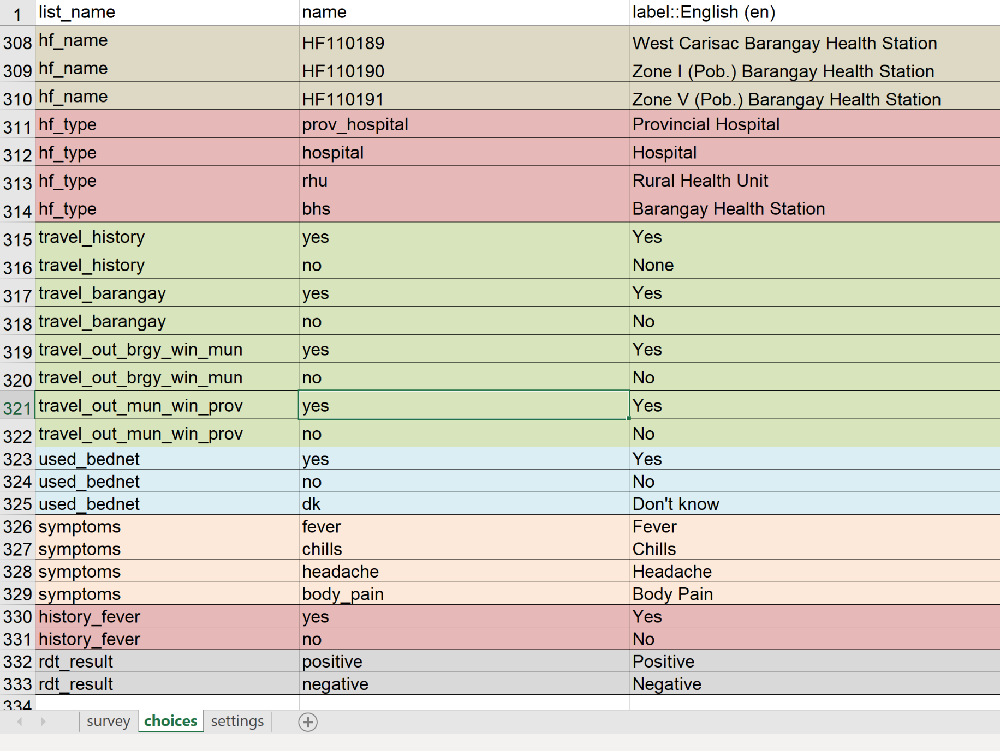 1 list_name name label::English (en)
308 hf_name HF110189 West Carisac Barangay Health Station
309 hf_name HF110190 Zone I (Pob.) Barangay Health Station
310 hf_name HF110191 Zone V (Pob.) Barangay Health Station
311 hf_type prov_hospital Provincial Hospital
312 hf_type hospital Hospital
313 hf_type rhu Rural Health Unit
314 hf_type bhs Barangay Health Station
315 travel_history yes Yes
316 travel_history no None
317 travel_barangay yes Yes
318 travel_barangay no No
319 travel_out_brgy_win_mun yes Yes
320 travel_out_brgy_win_mun no No
321 travel_out_mun_win_prov yes Yes
322 travel_out_mun_win_prov no No
323 used_bednet yes Yes
324 used_bednet no No
325 used_bednet dk Don't know
326 symptoms fever Fever
327 symptoms chills Chills
328 symptoms headache Headache
329 symptoms body_pain Body Pain
330 history_fever yes Yes
331 history_fever no No
332 rdt_result positive Positive
333 rdt_result negative Negative
334
survey choices settings